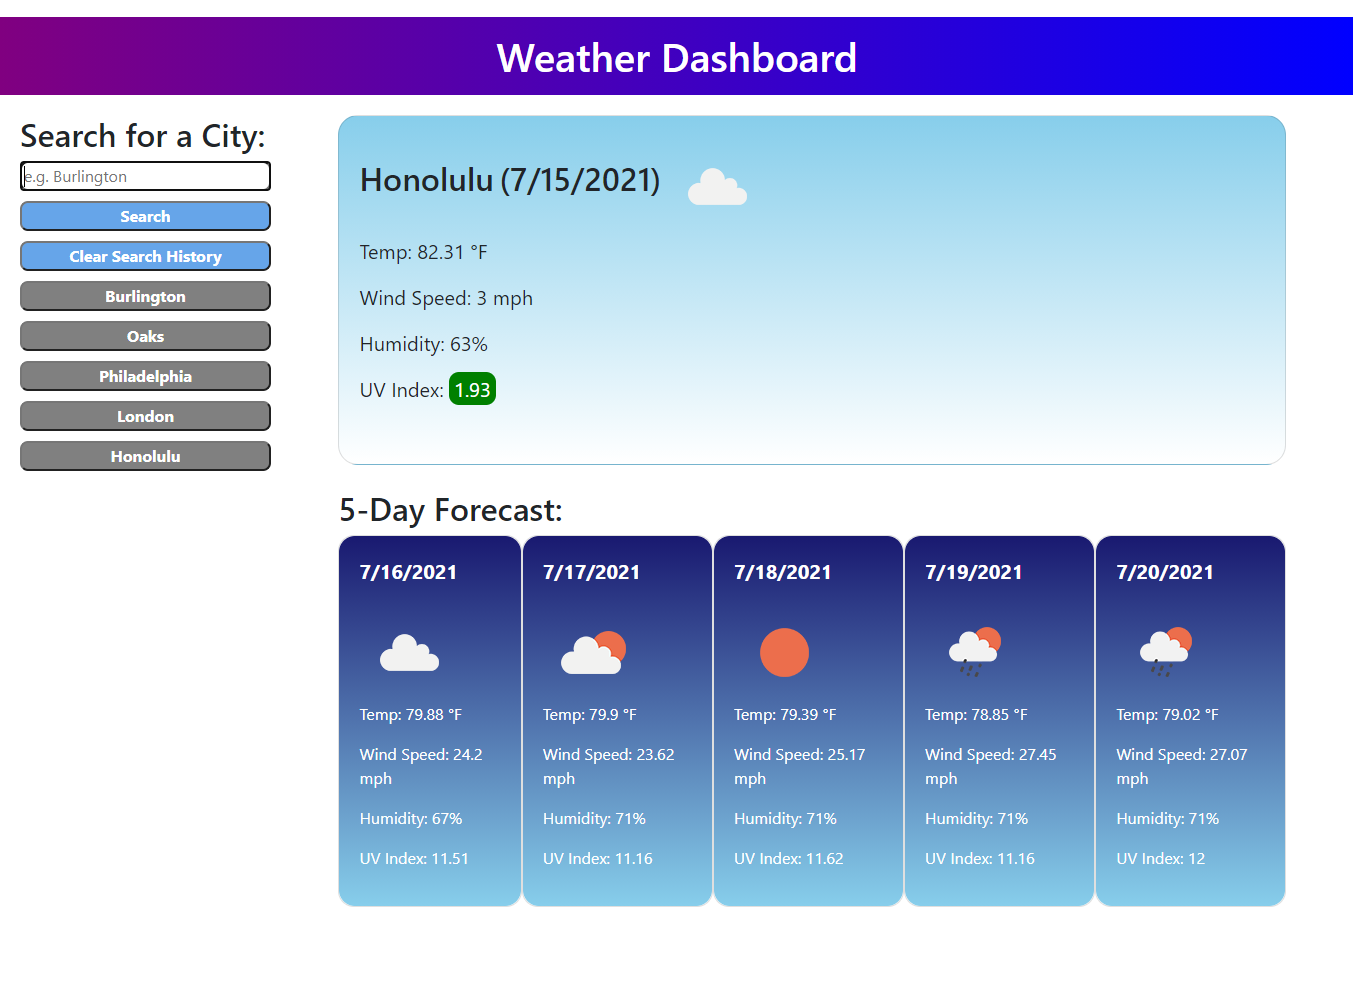 Weather Dashboard
Search for a City:
e.g. Burlington
Search
Clear Search History
Burlington
Oaks
Philadelphia
London
Honolulu
Honolulu (7/15/2021)
Temp: 82.31 °F
Wind Speed: 3 mph
Humidity: 63%
UV Index: 1.93
5-Day Forecast:
7/16/2021
Temp: 79.88 °F
Wind Speed: 24.2
mph
Humidity: 67%
UV Index: 11.51
7/17/2021
Temp: 79.9 °F
Wind Speed: 23.62
mph
Humidity: 71%
UV Index: 11.16
7/18/2021
Temp: 79.39 °F
Wind Speed: 25.17
mph
Humidity: 71%
UV Index: 11.62
7/19/2021
Temp: 78.85 °F
Wind Speed: 27.45
mph
Humidity: 71%
UV Index: 11.16
7/20/2021
Temp: 79.02 °F
Wind Speed: 27.07
mph
Humidity: 71%
UV Index: 12